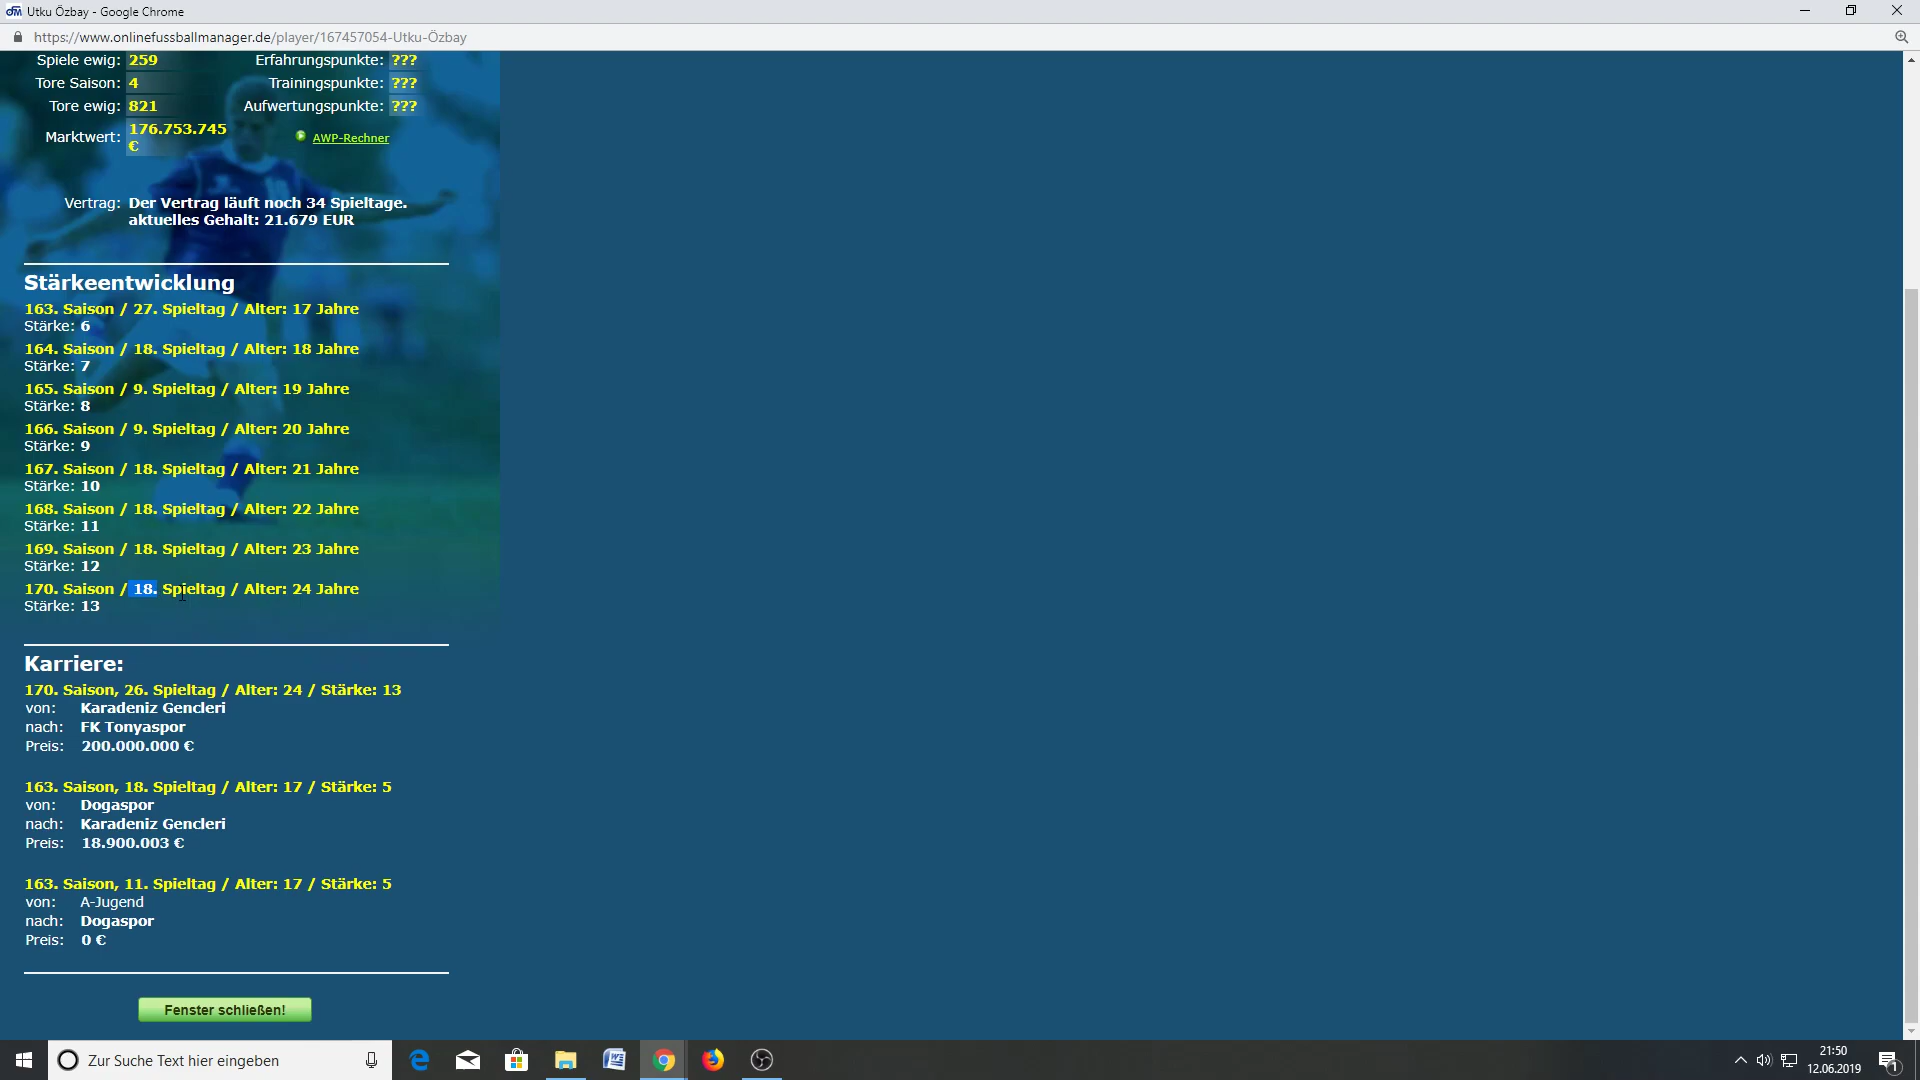 Utku Özbay - Google Chrome
https://www.onlinefussballmanager.de/player/167457054-Utku-Özbay
Spiele ewig: 259 Erfahrungspunkte: ???
Tore Saison: 4 Trainingspunkte: ???
Tore ewig: 821 Aufwertungspunkte: ???
Marktwert: 176.753.745 € AWP-Rechner
Vertrag: Der Vertrag läuft noch 34 Spieltage.
aktuelles Gehalt: 21.679 EUR
Stärkeentwicklung
163. Saison / 27. Spieltag / Alter: 17 Jahre
Stärke: 6
164. Saison / 18. Spieltag / Alter: 18 Jahre
Stärke: 7
165. Saison / 9. Spieltag / Alter: 19 Jahre
Stärke: 8
166. Saison / 9. Spieltag / Alter: 20 Jahre
Stärke: 9
167. Saison / 18. Spieltag / Alter: 21 Jahre
Stärke: 10
168. Saison / 18. Spieltag / Alter: 22 Jahre
Stärke: 11
169. Saison / 18. Spieltag / Alter: 23 Jahre
Stärke: 12
170. Saison / 18. Spieltag / Alter: 24 Jahre
Stärke: 13
Karriere:
170. Saison, 26. Spieltag / Alter: 24 / Stärke: 13
von: Karadeniz Gencleri
nach: FK Tonyaspor
Preis: 200.000.000 €
163. Saison, 18. Spieltag / Alter: 17 / Stärke: 5
von: Dogaspor
nach: Karadeniz Gencleri
Preis: 18.900.003 €
163. Saison, 11. Spieltag / Alter: 17 / Stärke: 5
von: A-Jugend
nach: Dogaspor
Preis: 0 €
Fenster schließen!
Zur Suche Text hier eingeben
21:50
12.06.2019
1